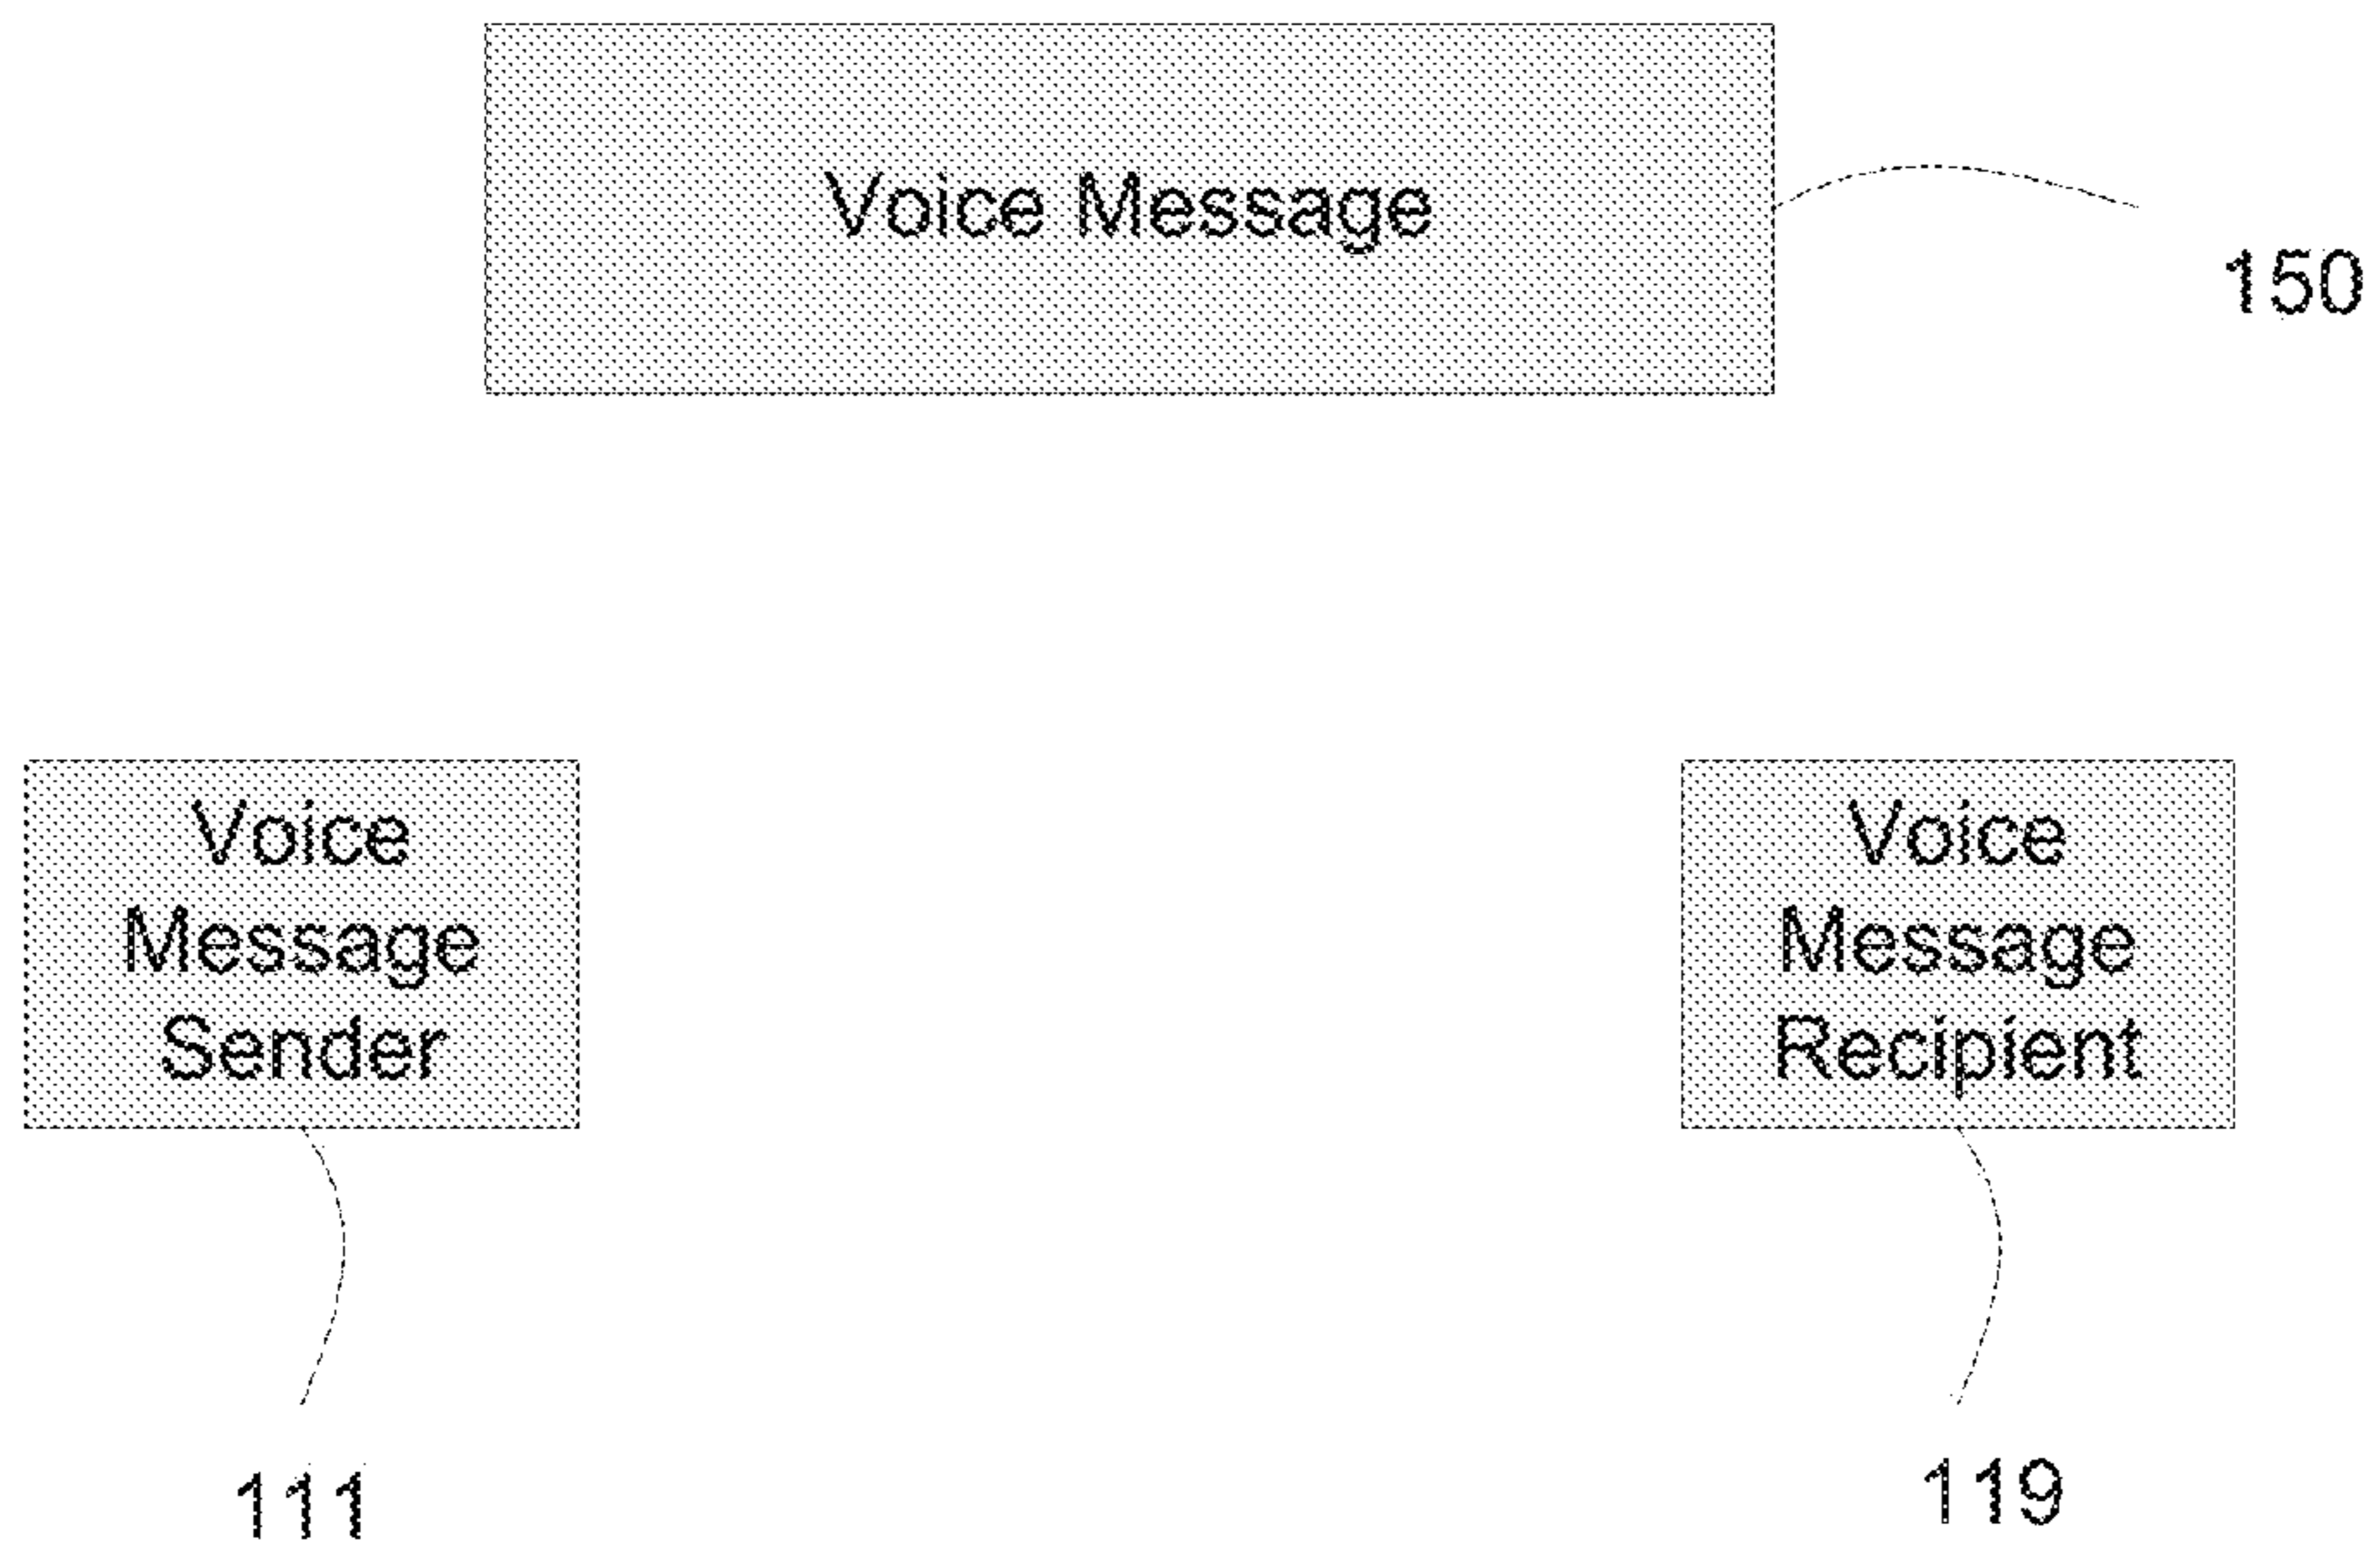 Voice Message
150
Voice
Message
Sender
Voice
Message
Recipient
111
119